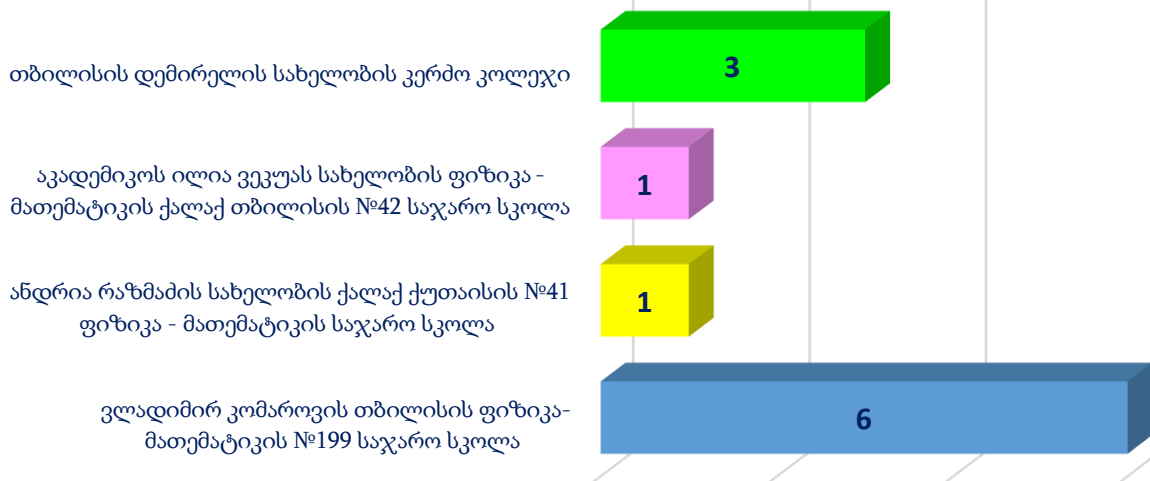 თბილისის დემირელის სახელობის კერძო კოლეჯი
3
აკადემიკოს ილია ვეკუას სახელობის ფიზიკა -
მათემატიკის ქალაქ თბილისის №42 საჯარო სკოლა
1
ანდრია რაზმაძის სახელობის ქალაქ ქუთაისის №41
ფიზიკა - მათემატიკის საჯარო სკოლა
1
ვლადიმირ კომაროვის თბილისის ფიზიკა-
მათემატიკის №199 საჯარო სკოლა
6